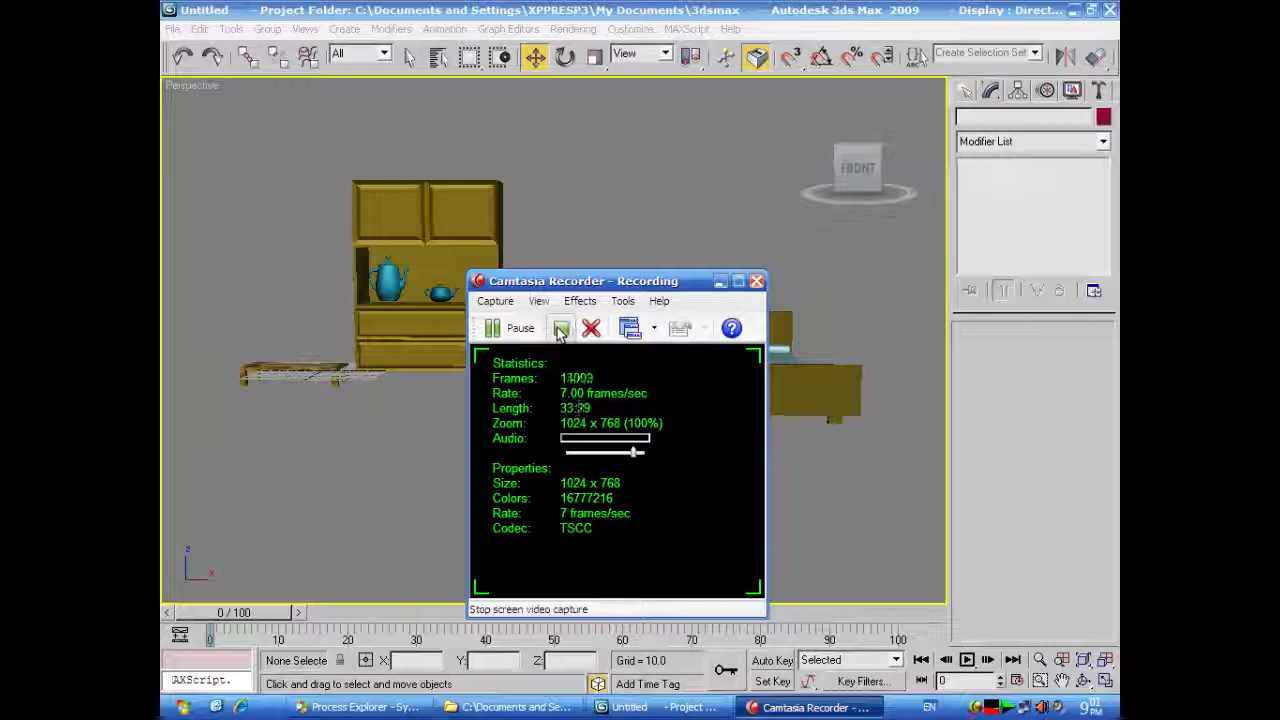 Untitled - Project Folder: C:\Documents and Settings\XPPRESP3\My Documents\3dsmax - Autodesk 3ds Max 2009 - Display : Direct...
File Edit Tools Group Views Create Modifiers Animation Graph Editors Rendering Customize MAXScript Help
All View Create Selection Set
Perspective
FRONT
Modifier List
Camtasia Recorder - Recording
Capture View Effects Tools Help
Pause
Statistics:
Frames:
Rate: 7.00 frames/sec
Length:
Zoom: 1024 x 768 (100%)
Audio:
Properties:
Size: 1024 x 768
Colors: 16777216
Rate: 7 frames/sec
Codec: TSCC
Stop screen video capture
z
x
0 / 100
0 10 20 30 40 50 60 70 80 90 100
None Selecte X: Y: Z: Grid = 10.0 Auto Key Selected
AXScript. Click and drag to select and move objects Add Time Tag Set Key Key Filters... 0
Process Explorer - Sy... C:\Documents and Se... Untitled - Project ... Camtasia Recorder - ... EN 9:01 PM